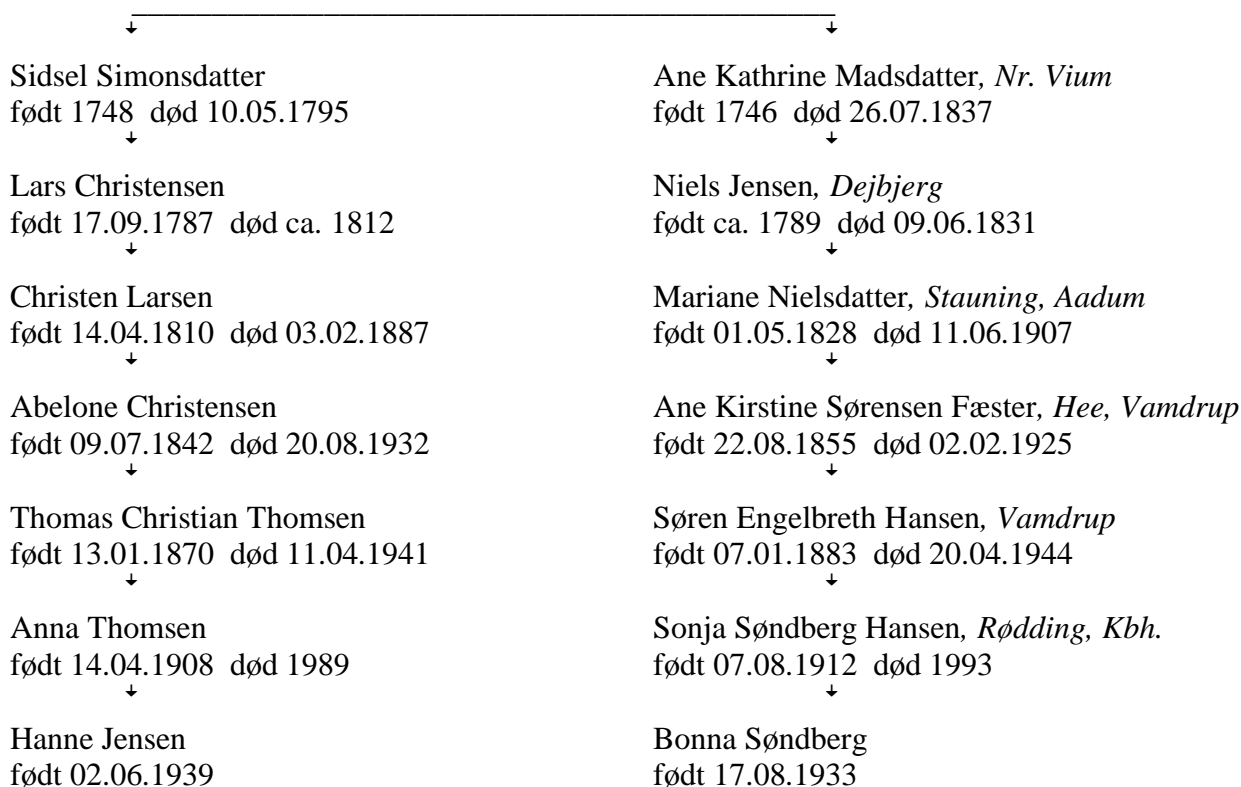 Sidsel Simonsdatter
født 1748 død 10.05.1795
Lars Christensen
født 17.09.1787 død ca. 1812
Christen Larsen
født 14.04.1810 død 03.02.1887
Abelone Christensen
født 09.07.1842 død 20.08.1932
Thomas Christian Thomsen
født 13.01.1870 død 11.04.1941
Anna Thomsen
født 14.04.1908 død 1989
Hanne Jensen
født 02.06.1939
Ane Kathrine Madsdatter, Nr. Vium
født 1746 død 26.07.1837
Niels Jensen, Dejbjerg
født ca. 1789 død 09.06.1831
Mariane Nielsdatter, Stauning, Aadum
født 01.05.1828 død 11.06.1907
Ane Kirstine Sørensen Fæster, Hee, Vamdrup
født 22.08.1855 død 02.02.1925
Søren Engelbreth Hansen, Vamdrup
født 07.01.1883 død 20.04.1944
Sonja Søndberg Hansen, Rødding, Kbh.
født 07.08.1912 død 1993
Bonna Søndberg
født 17.08.1933